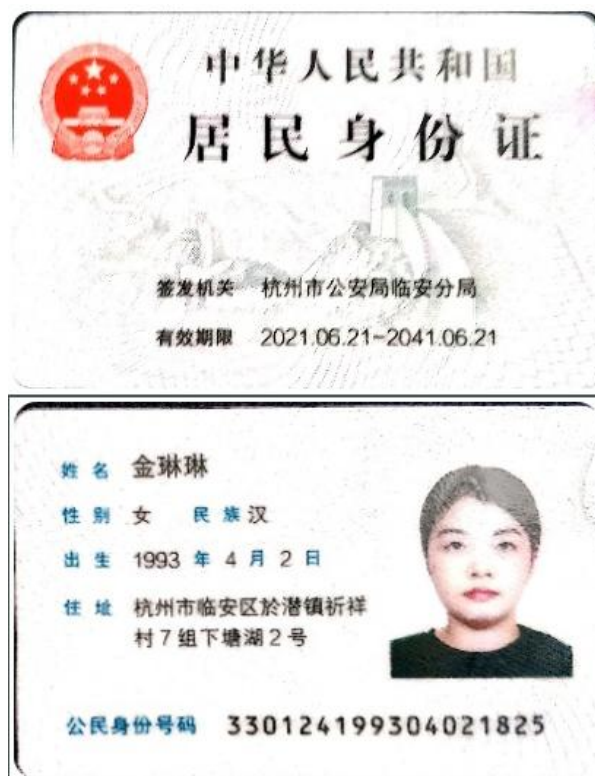 中华人民共和国
居民身份证
签发机关 杭州市公安局临安分局
有效期限 2021.06.21-2041.06.21
姓名 金琳琳
性别 女 民族 汉
出生 1993 年 4 月 2 日
住址 杭州市临安区於潜镇祈祥
村7组下塘湖2号
公民身份号码 330124199304021825